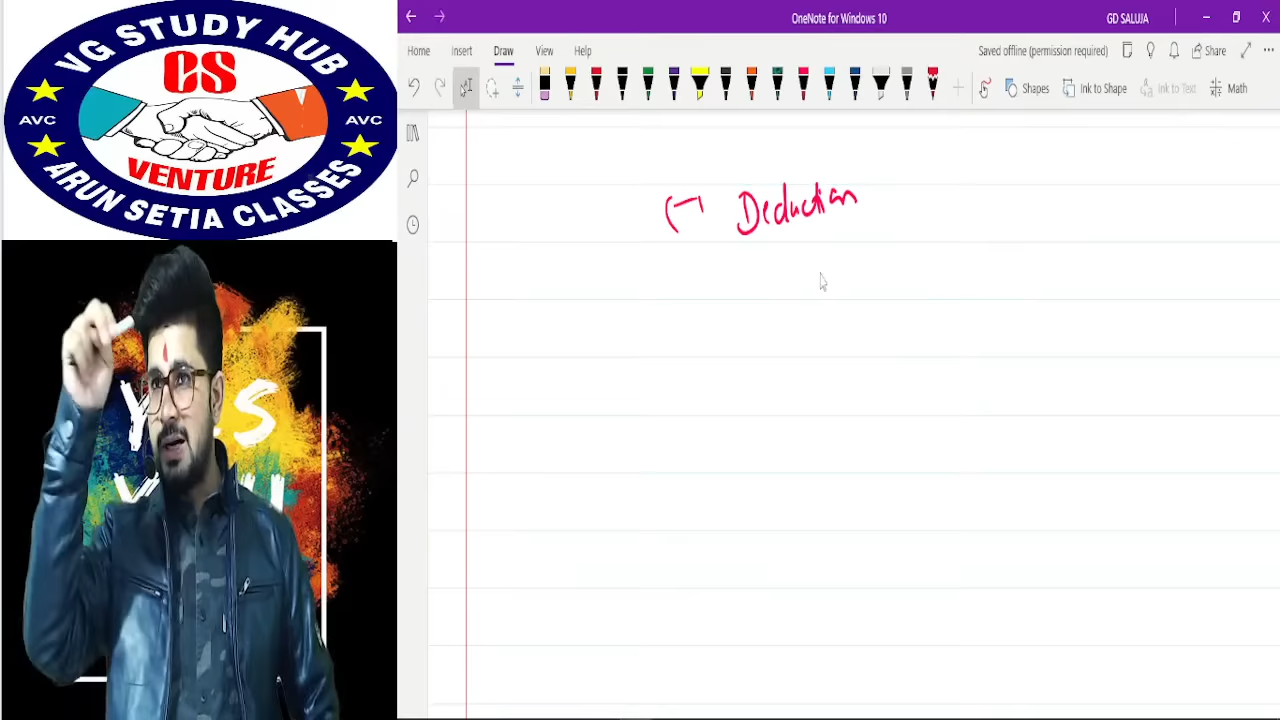 VG STUDY HUB
CS
AVC
AVC
VENTURE
ARUN SETIA CLASSES
OneNote for Windows 10
GD SALUJA
Home
Insert
Draw
View
Help
Saved offline (permission required)
Share
Shapes
Ink to Shape
Ink to Text
Math
(-) Deduction